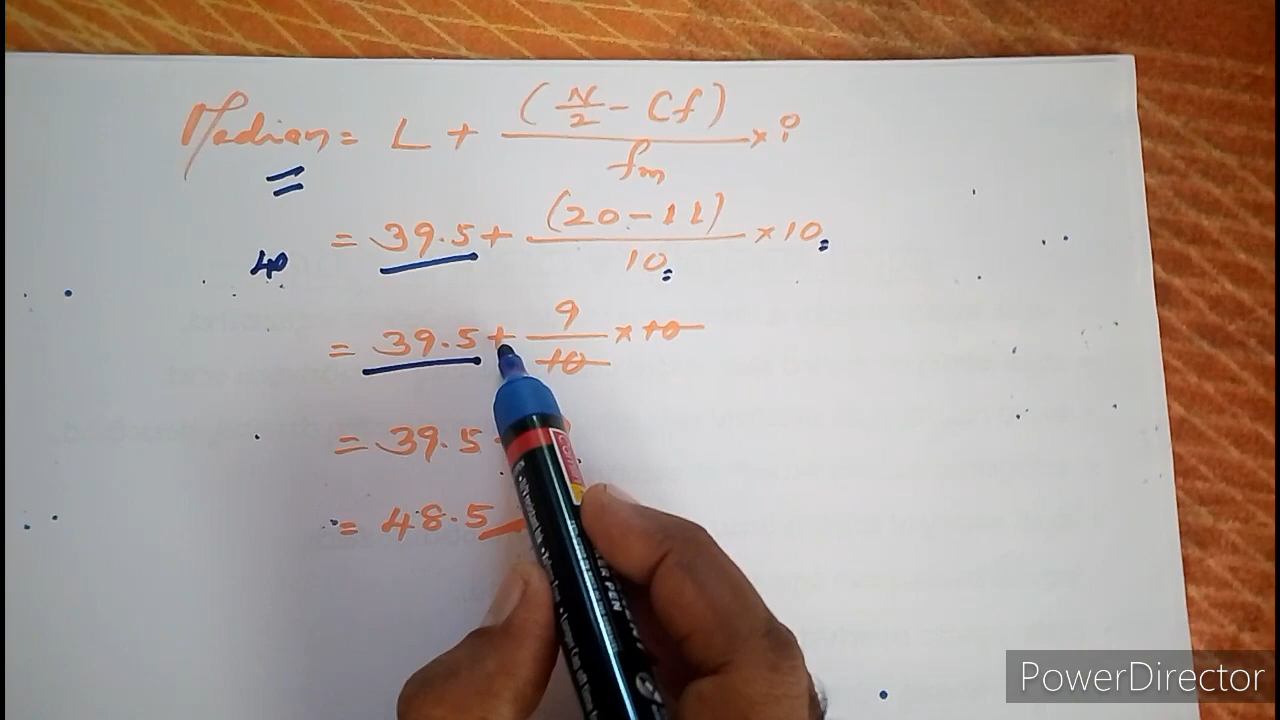 Median = L + (N/2 - Cf)/fm × i
= 39.5 + (20 - 11)/10 × 10
40
= 39.5 + 9/10 × 10
= 39.5
= 48.5
PowerDirector